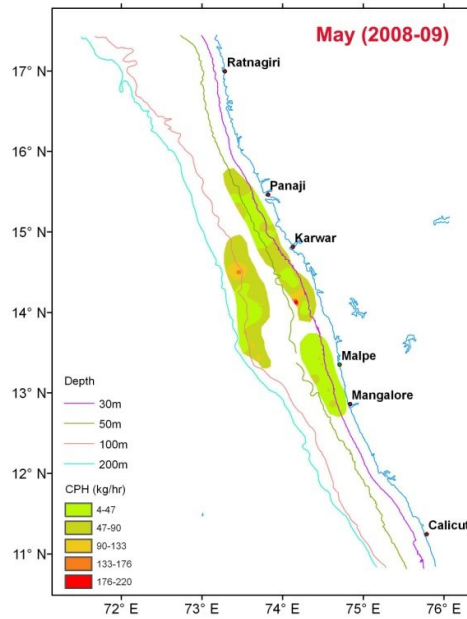 May (2008-09)
17° N
Ratnagiri
16° N
Panaji
15° N
Karwar
14° N
Malpe
13° N
Mangalore
Depth
30m
50m
100m
200m
12° N
CPH (kg/hr)
4-47
47-90
90-133
133-176
176-220
Calicut
11° N
72° E
73° E
74° E
75° E
76° E